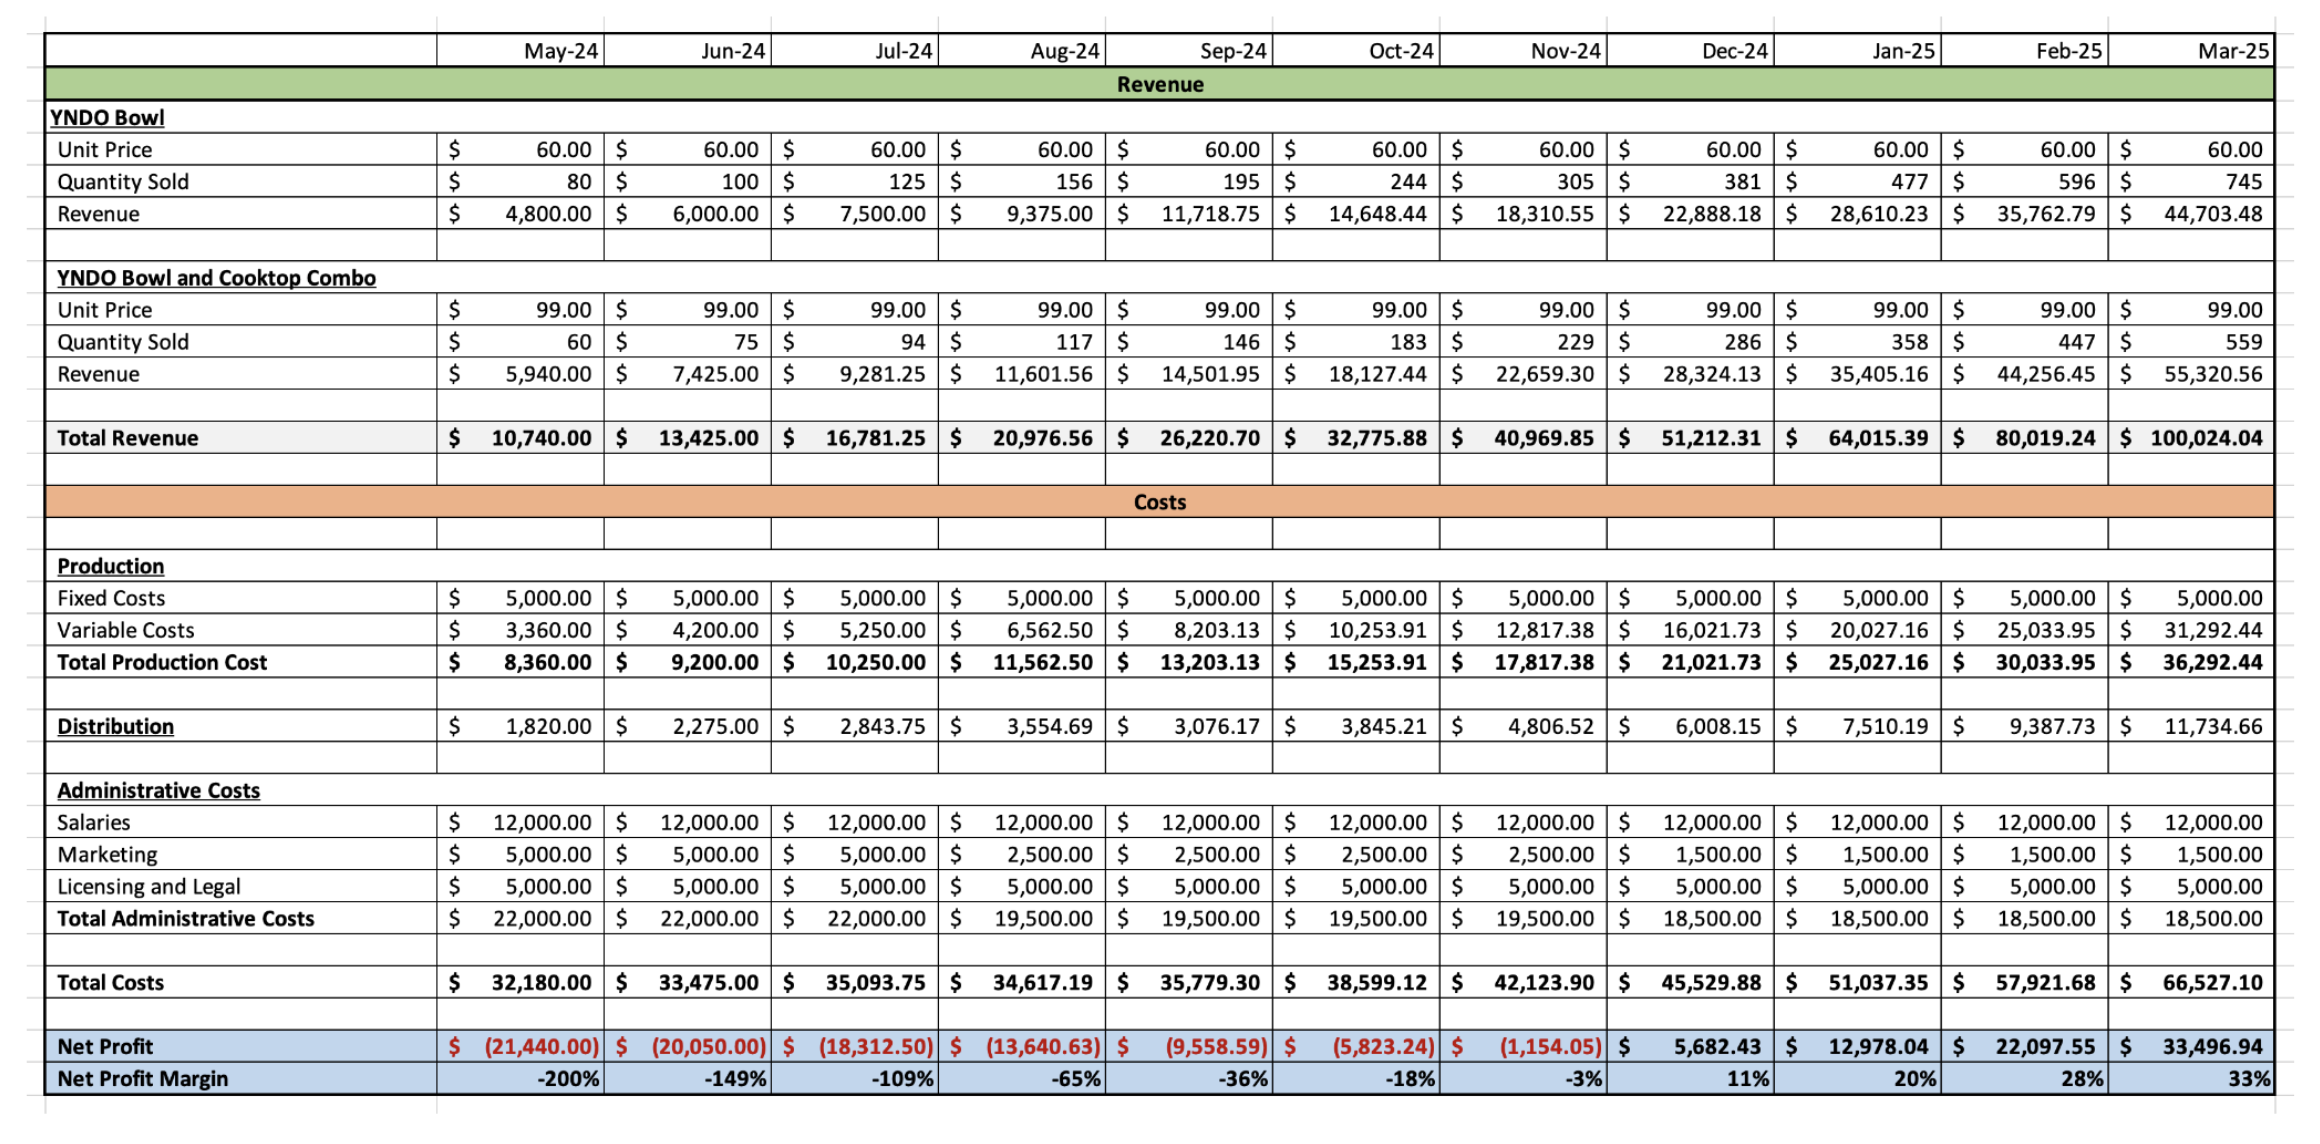 May-24 Jun-24 Jul-24 Aug-24 Sep-24 Oct-24 Nov-24 Dec-24 Jan-25 Feb-25 Mar-25
Revenue
YNDO Bowl
Unit Price $ 60.00 $ 60.00 $ 60.00 $ 60.00 $ 60.00 $ 60.00 $ 60.00 $ 60.00 $ 60.00 $ 60.00 $ 60.00
Quantity Sold $ 80 $ 100 $ 125 $ 156 $ 195 $ 244 $ 305 $ 381 $ 477 $ 596 $ 745
Revenue $ 4,800.00 $ 6,000.00 $ 7,500.00 $ 9,375.00 $ 11,718.75 $ 14,648.44 $ 18,310.55 $ 22,888.18 $ 28,610.23 $ 35,762.79 $ 44,703.48
YNDO Bowl and Cooktop Combo
Unit Price $ 99.00 $ 99.00 $ 99.00 $ 99.00 $ 99.00 $ 99.00 $ 99.00 $ 99.00 $ 99.00 $ 99.00 $ 99.00
Quantity Sold $ 60 $ 75 $ 94 $ 117 $ 146 $ 183 $ 229 $ 286 $ 358 $ 447 $ 559
Revenue $ 5,940.00 $ 7,425.00 $ 9,281.25 $ 11,601.56 $ 14,501.95 $ 18,127.44 $ 22,659.30 $ 28,324.13 $ 35,405.16 $ 44,256.45 $ 55,320.56
Total Revenue $ 10,740.00 $ 13,425.00 $ 16,781.25 $ 20,976.56 $ 26,220.70 $ 32,775.88 $ 40,969.85 $ 51,212.31 $ 64,015.39 $ 80,019.24 $ 100,024.04
Costs
Production
Fixed Costs $ 5,000.00 $ 5,000.00 $ 5,000.00 $ 5,000.00 $ 5,000.00 $ 5,000.00 $ 5,000.00 $ 5,000.00 $ 5,000.00 $ 5,000.00 $ 5,000.00
Variable Costs $ 3,360.00 $ 4,200.00 $ 5,250.00 $ 6,562.50 $ 8,203.13 $ 10,253.91 $ 12,817.38 $ 16,021.73 $ 20,027.16 $ 25,033.95 $ 31,292.44
Total Production Cost $ 8,360.00 $ 9,200.00 $ 10,250.00 $ 11,562.50 $ 13,203.13 $ 15,253.91 $ 17,817.38 $ 21,021.73 $ 25,027.16 $ 30,033.95 $ 36,292.44
Distribution $ 1,820.00 $ 2,275.00 $ 2,843.75 $ 3,554.69 $ 3,076.17 $ 3,845.21 $ 4,806.52 $ 6,008.15 $ 7,510.19 $ 9,387.73 $ 11,734.66
Administrative Costs
Salaries $ 12,000.00 $ 12,000.00 $ 12,000.00 $ 12,000.00 $ 12,000.00 $ 12,000.00 $ 12,000.00 $ 12,000.00 $ 12,000.00 $ 12,000.00 $ 12,000.00
Marketing $ 5,000.00 $ 5,000.00 $ 5,000.00 $ 2,500.00 $ 2,500.00 $ 2,500.00 $ 2,500.00 $ 1,500.00 $ 1,500.00 $ 1,500.00 $ 1,500.00
Licensing and Legal $ 5,000.00 $ 5,000.00 $ 5,000.00 $ 5,000.00 $ 5,000.00 $ 5,000.00 $ 5,000.00 $ 5,000.00 $ 5,000.00 $ 5,000.00 $ 5,000.00
Total Administrative Costs $ 22,000.00 $ 22,000.00 $ 22,000.00 $ 19,500.00 $ 19,500.00 $ 19,500.00 $ 19,500.00 $ 18,500.00 $ 18,500.00 $ 18,500.00 $ 18,500.00
Total Costs $ 32,180.00 $ 33,475.00 $ 35,093.75 $ 34,617.19 $ 35,779.30 $ 38,599.12 $ 42,123.90 $ 45,529.88 $ 51,037.35 $ 57,921.68 $ 66,527.10
Net Profit $ (21,440.00) $ (20,050.00) $ (18,312.50) $ (13,640.63) $ (9,558.59) $ (5,823.24) $ (1,154.05) $ 5,682.43 $ 12,978.04 $ 22,097.55 $ 33,496.94
Net Profit Margin -200% -149% -109% -65% -36% -18% -3% 11% 20% 28% 33%